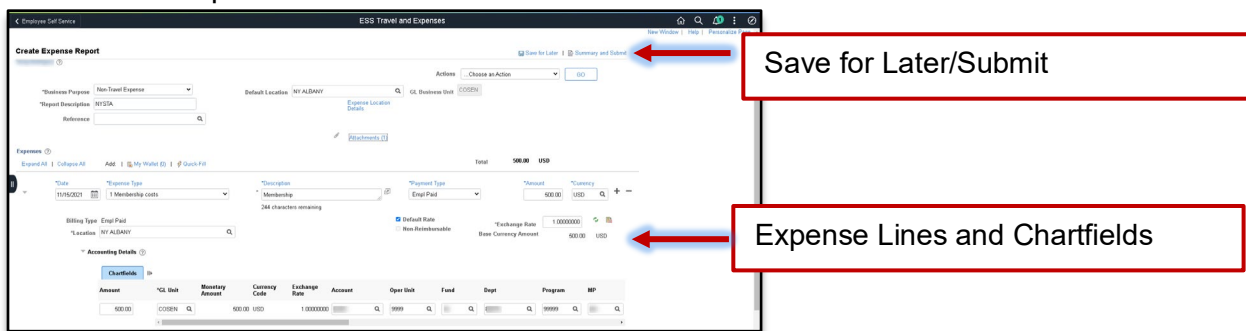 Employee Self Service
ESS Travel and Expenses
New Window | Help | Personalize Page
Create Expense Report
Save for Later | Summary and Submit
Save for Later/Submit
Actions ...Choose an Action GO
*Business Purpose Non-Travel Expense Default Location NY ALBANY GL Business Unit COSEN
*Report Description NYSTA Expense Location Details
Reference
Attachments (1)
Expenses
Expand All | Collapse All Add: | My Wallet (0) | Quick-Fill Total 500.00 USD
*Date *Expense Type *Description *Payment Type *Amount *Currency
11/15/2021 1 Membership costs Membership Empl Paid 500.00 USD
244 characters remaining
Billing Type Empl Paid Default Rate *Exchange Rate 1.00000000
*Location NY ALBANY Non-Reimbursable Base Currency Amount 500.00 USD
Expense Lines and Chartfields
Accounting Details
Chartfields
Amount *GL Unit Monetary Amount Currency Code Exchange Rate Account Oper Unit Fund Dept Program MP
500.00 COSEN 500.00 USD 1.00000000 9999 99999